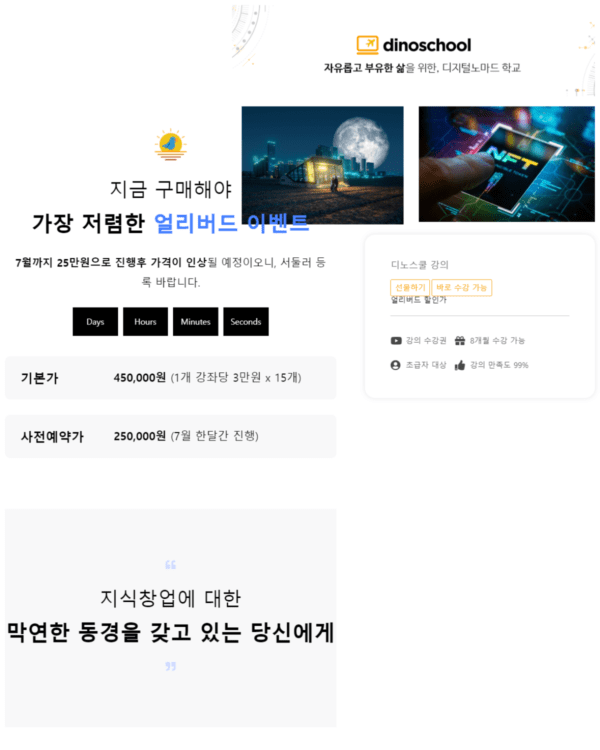 dinoschool
자유롭고 부유한 삶을 위한, 디지털노마드 학교
지금 구매해야
가장 저렴한 얼리버드 이벤트
7월까지 25만원으로 진행후 가격이 인상될 예정이오니, 서둘러 등
록 바랍니다.
Days Hours Minutes Seconds
기본가 450,000원 (1개 강좌당 3만원 x 15개)
사전예약가 250,000원 (7월 한달간 진행)
NFT
디노스쿨 강의
선물하기 바로 수강 가능
얼리버드 할인가
강의 수강권 8개월 수강 가능
초급자 대상 강의 만족도 99%
“
지식창업에 대한
막연한 동경을 갖고 있는 당신에게
”